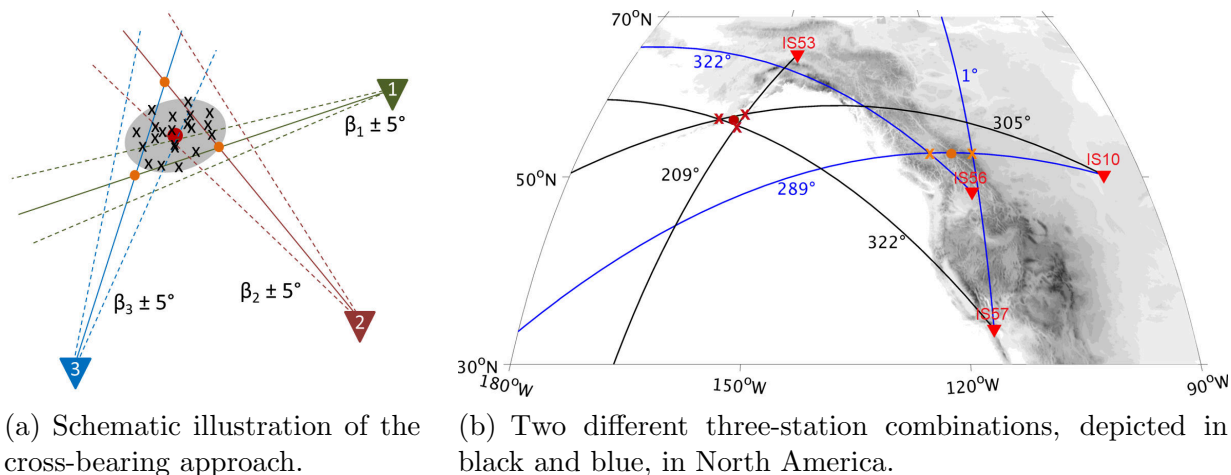 1
β₁ ± 5°
β₂ ± 5°
β₃ ± 5°
2
3
70°N
50°N
30°N
180°W
150°W
120°W
90°W
IS53
322°
1°
305°
IS10
209°
289°
IS56
322°
IS57
(a) Schematic illustration of the
cross-bearing approach.
(b) Two different three-station combinations, depicted in
black and blue, in North America.